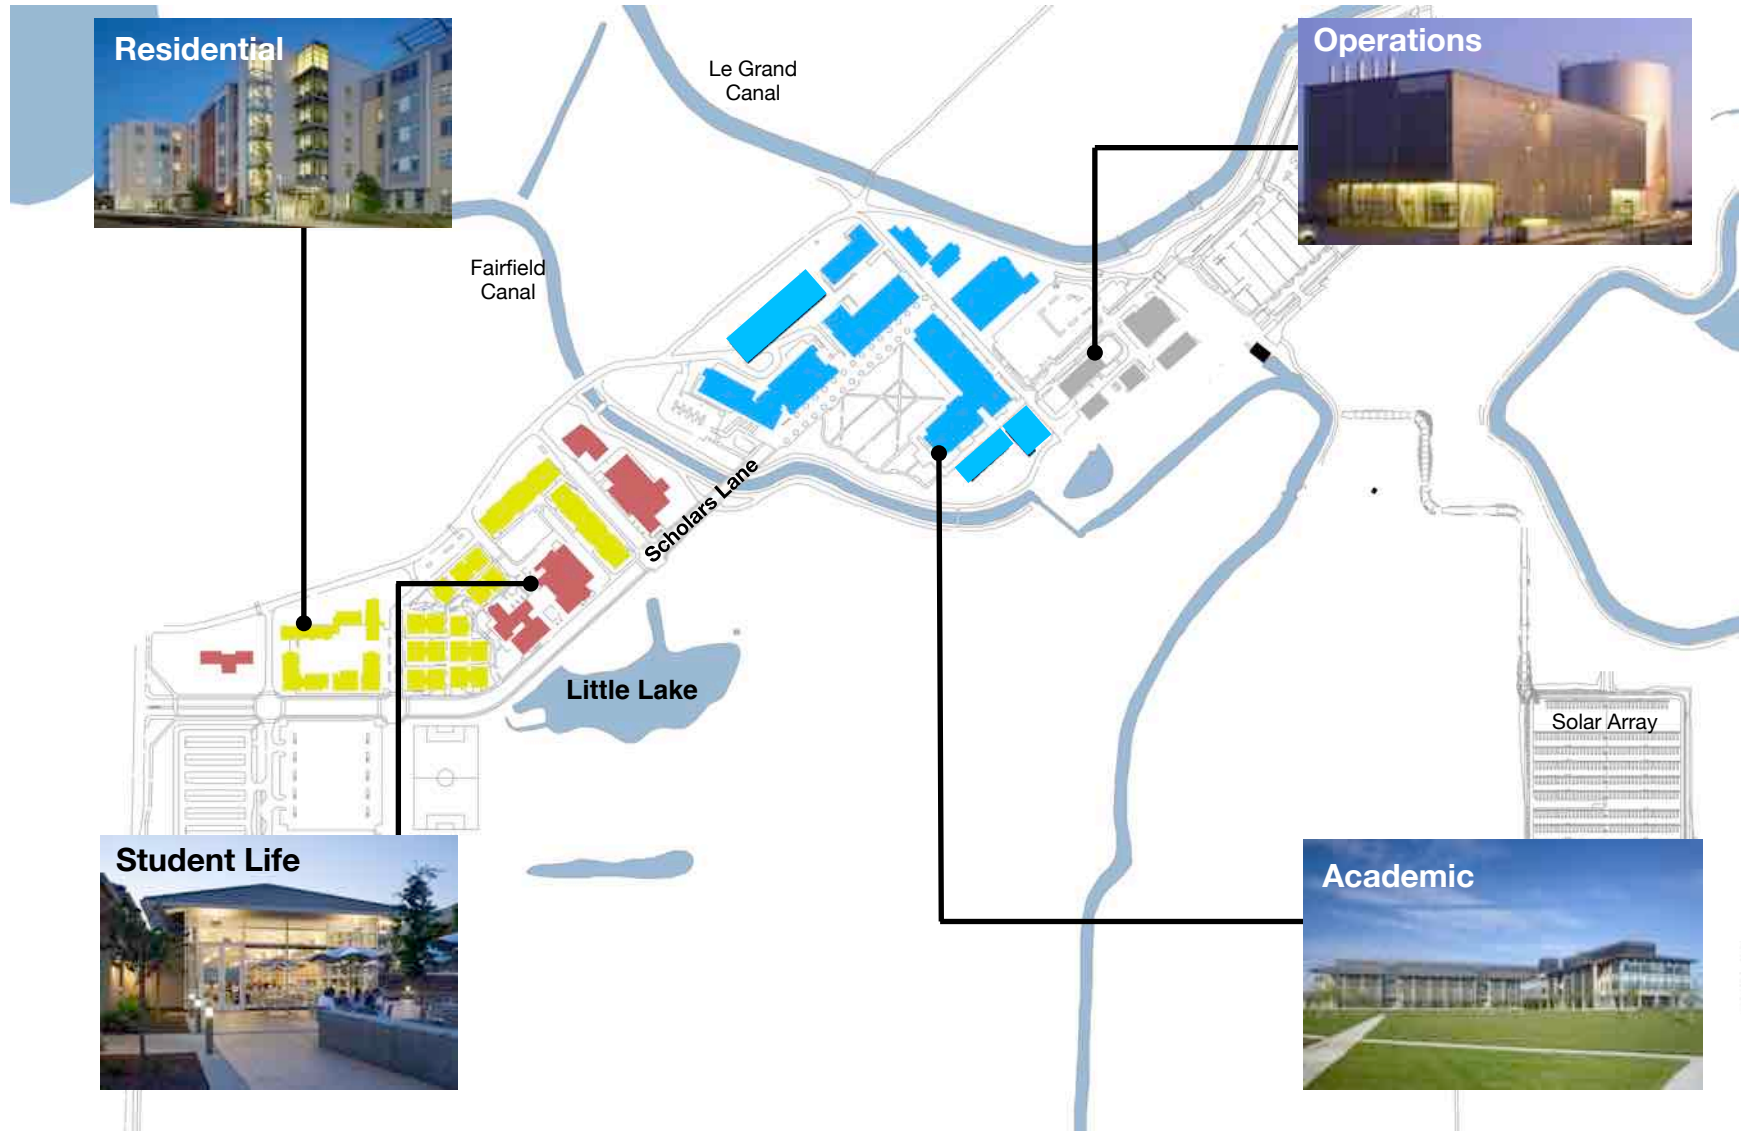 Residential
Operations
Le Grand
Canal
Fairfield
Canal
Scholars Lane
Little Lake
Solar Array
Student Life
Academic